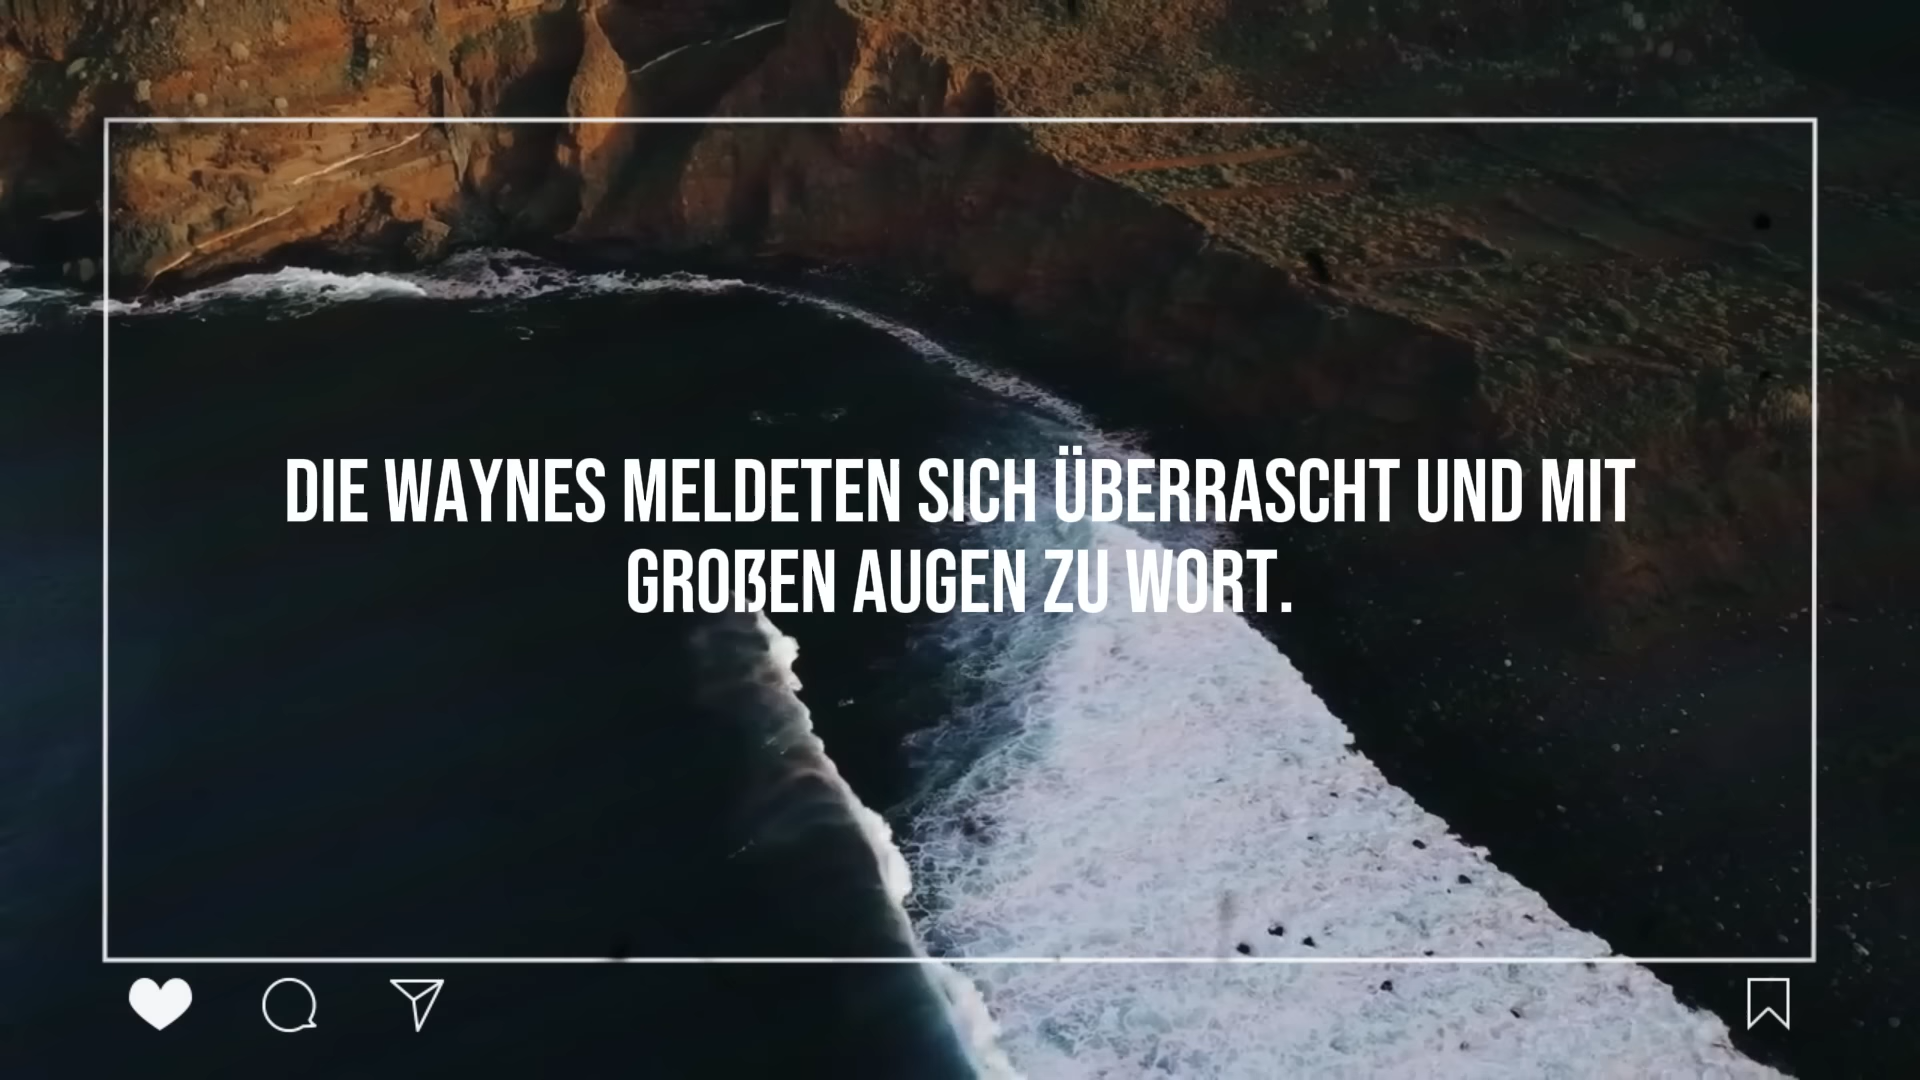 DIE WAYNES MELDETEN SICH ÜBERRASCHT UND MIT
GROßEN AUGEN ZU WORT.